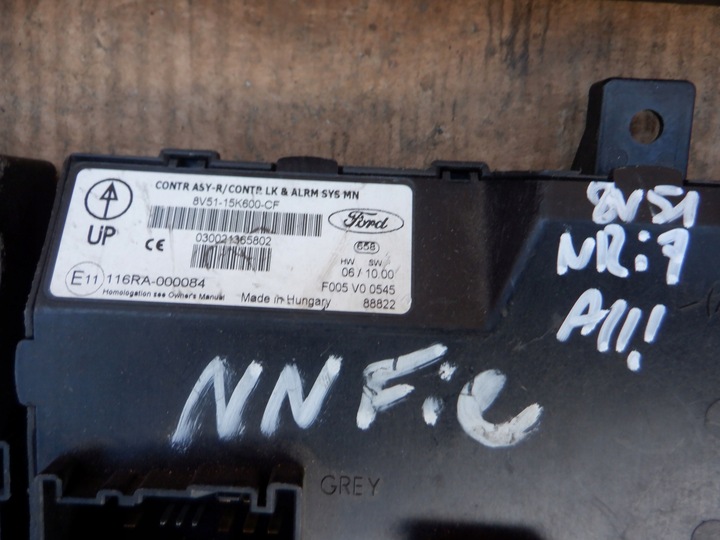 CONTR ASY-R/CONTR LK & ALRM SYS MN
8V51-15K600-CF
Ford
UP
CE
030021365802
658
HW SW
06 / 10.00
E11 116RA-000084
F005 V0 0545
Homologation see Owner's Manual
Made in Hungary
88822
8V51
NR:7
A!!!
NNF:e
GREY